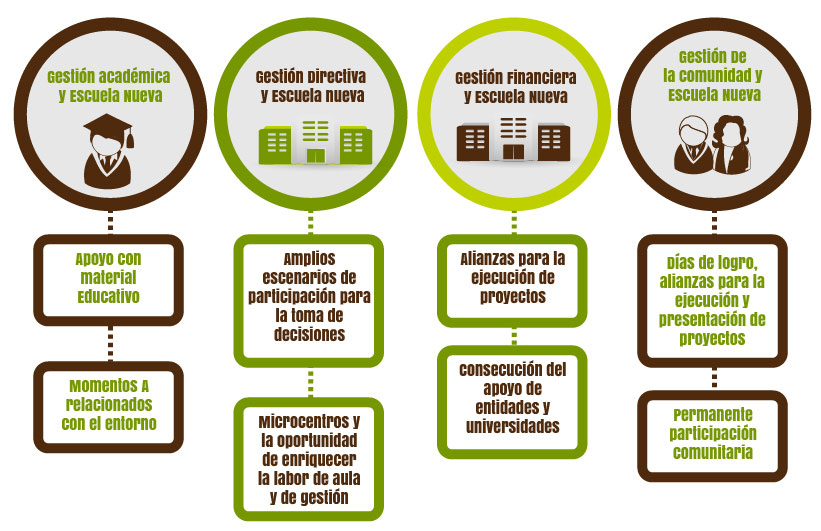 Gestión académica
y Escuela Nueva
Apoyo con
material
Educativo
Momentos A
relacionados
con el entorno
Gestión Directiva
y Escuela nueva
Amplios
escenarios de
participación para
la toma de
decisiones
Microcentros y
la oportunidad
de enriquecer
la labor de aula
y de gestión
Gestión Financiera
y Escuela Nueva
Alianzas para la
ejecución de
proyectos
Consecución del
apoyo de
entidades y
universidades
Gestión De
la comunidad y
Escuela Nueva
Días de logro,
alianzas para la
ejecución y
presentación de
proyectos
Permanente
participación
comunitaria